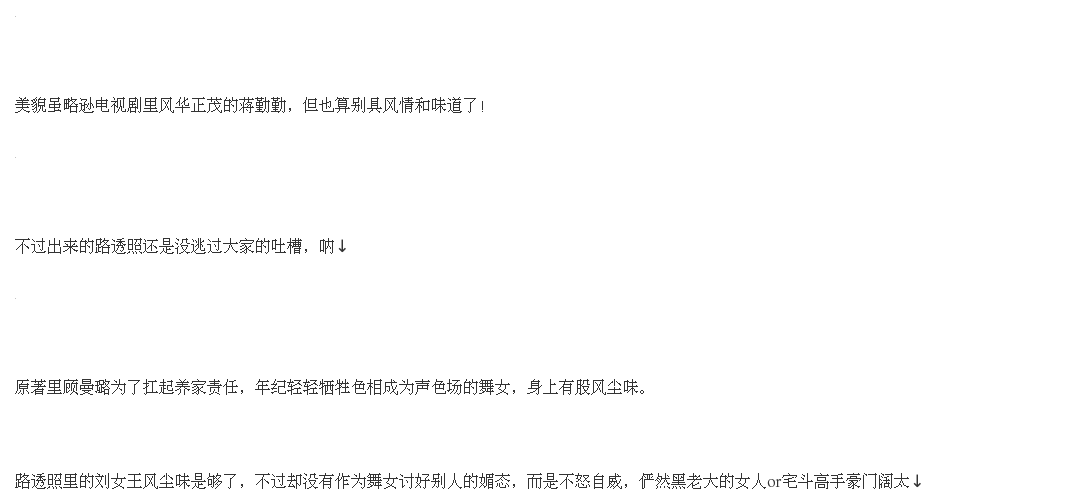 美貌虽略逊电视剧里风华正茂的蒋勤勤，但也算别具风情和味道了！
不过出来的路透照还是没逃过大家的吐槽，呐↓
原著里顾曼璐为了扛起养家责任，年纪轻轻牺牲色相成为声色场的舞女，身上有股风尘味。
路透照里的刘女王风尘味是够了，不过却没有作为舞女讨好别人的媚态，而是不怒自威，俨然黑老大的女人or宅斗高手豪门阔太↓